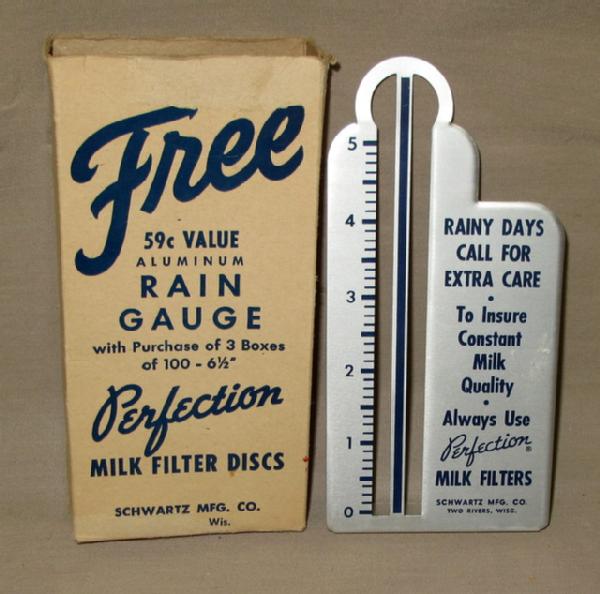 Free
59c VALUE
ALUMINUM
RAIN
GAUGE
with Purchase of 3 Boxes
of 100 - 6½"
Perfection
MILK FILTER DISCS
SCHWARTZ MFG. CO.
Wis.
5
4
3
2
1
0
RAINY DAYS
CALL FOR
EXTRA CARE
•
To Insure
Constant
Milk
Quality
•
Always Use
Perfection®
MILK FILTERS
SCHWARTZ MFG. CO.
TWO RIVERS, WISC.